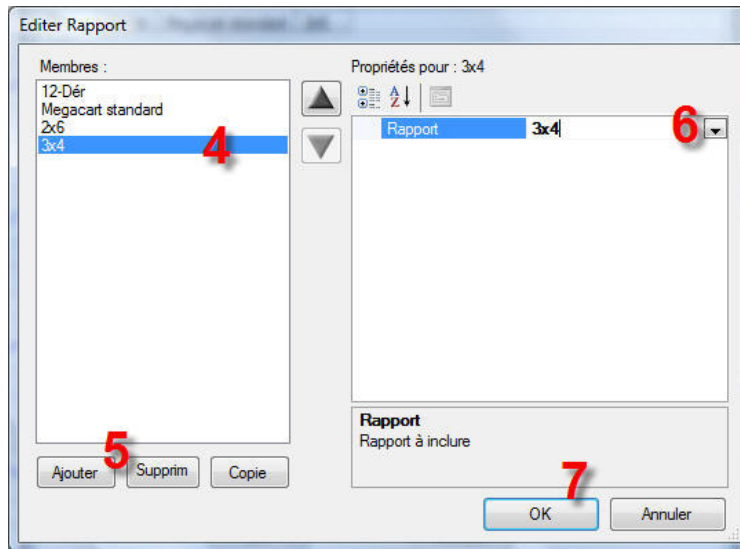 Editer Rapport
Membres :
12-Dér
Megacart standard
2x6
3x4
4
5
Ajouter
Supprim
Copie
Propriétés pour : 3x4
A
Z
Rapport 3x4
6
Rapport
Rapport à inclure
7
OK
Annuler